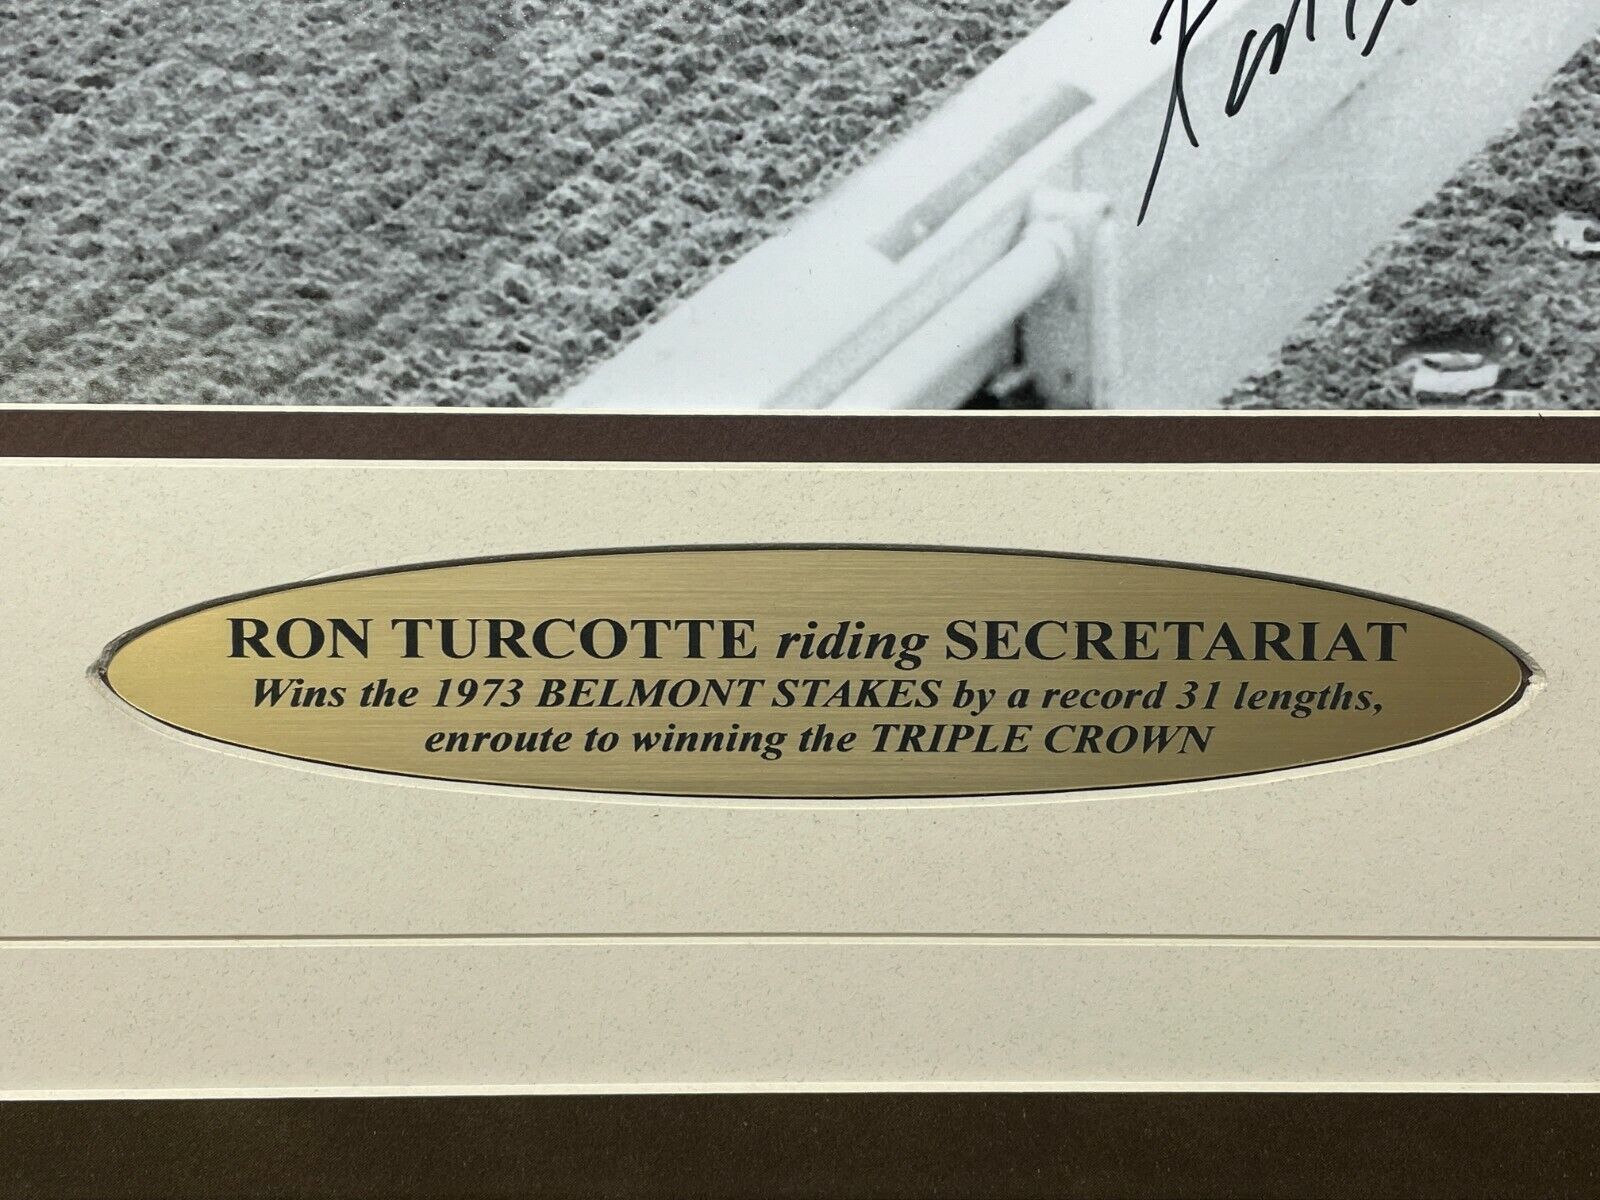 RON TURCOTTE riding SECRETARIAT
Wins the 1973 BELMONT STAKES by a record 31 lengths,
enroute to winning the TRIPLE CROWN